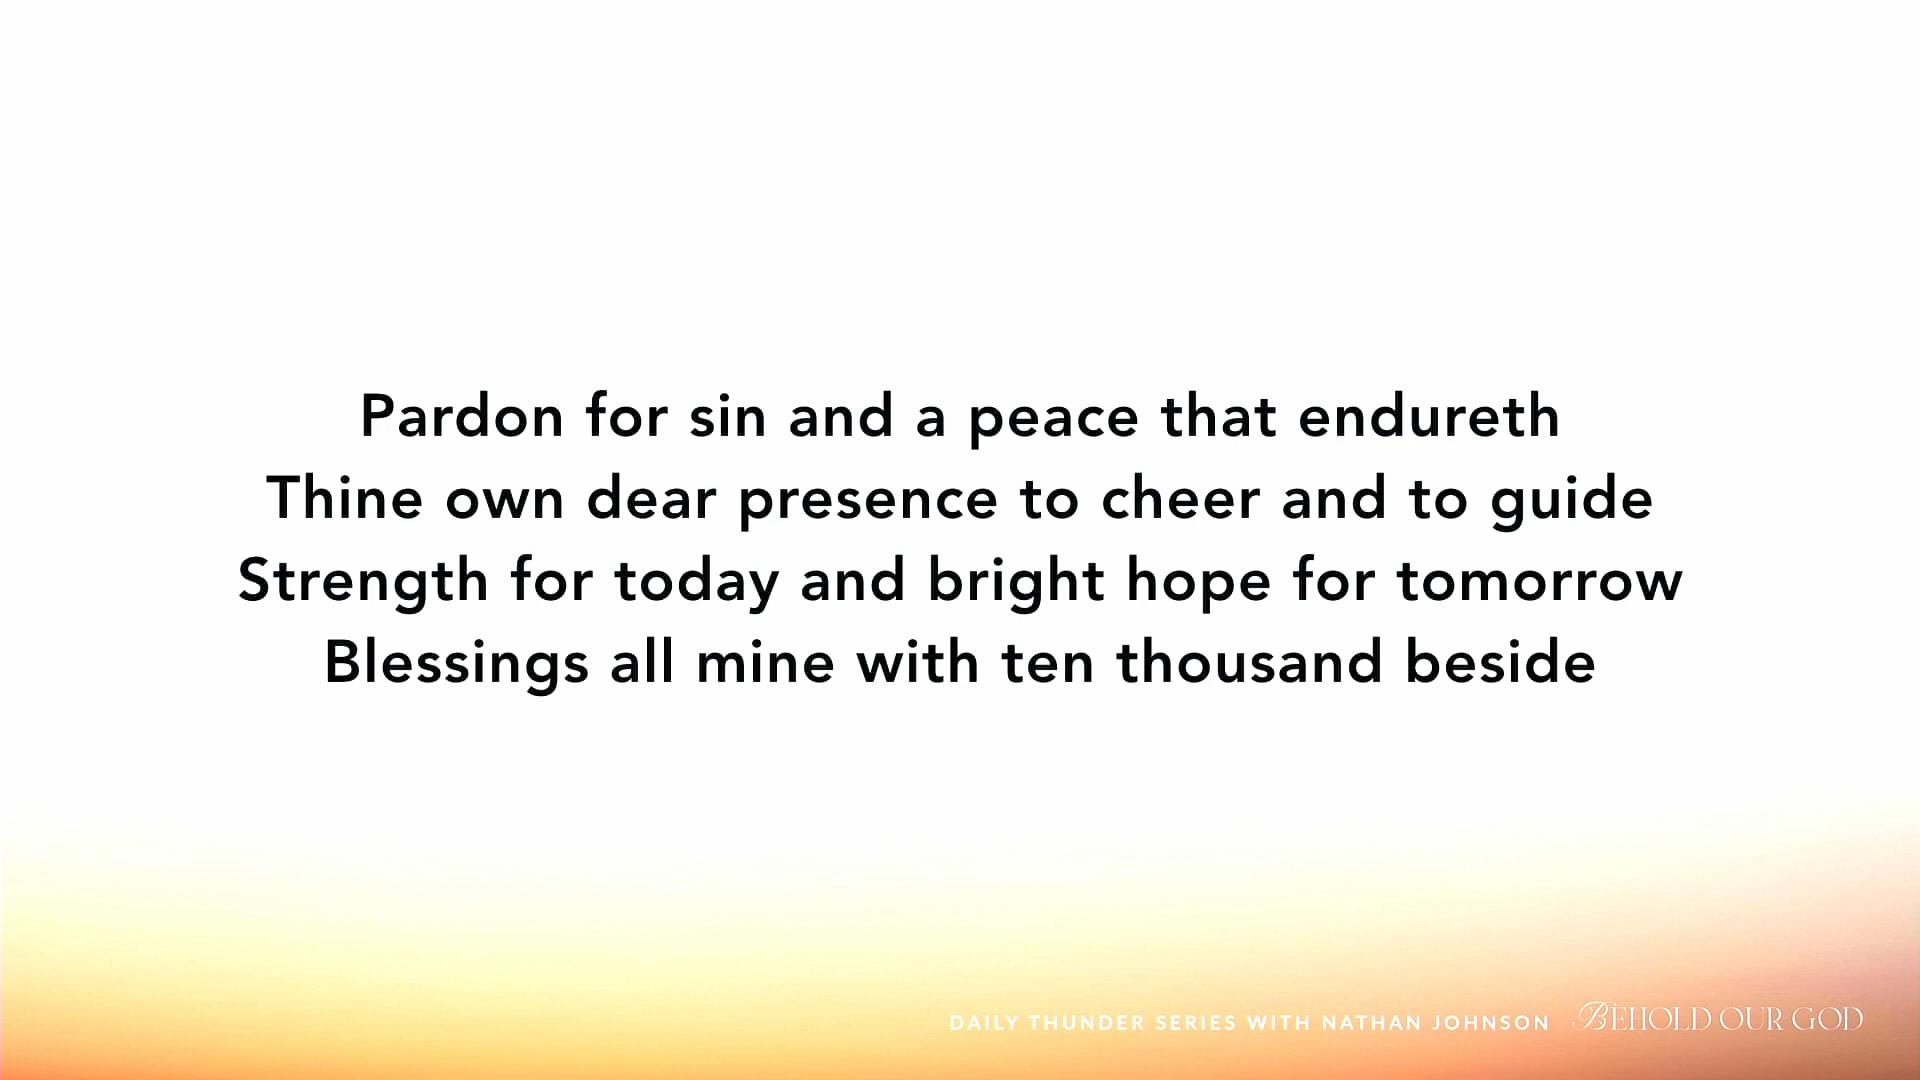 Pardon for sin and a peace that endureth
Thine own dear presence to cheer and to guide
Strength for today and bright hope for tomorrow
Blessings all mine with ten thousand beside
DAILY THUNDER SERIES WITH NATHAN JOHNSON BEHOLD OUR GOD